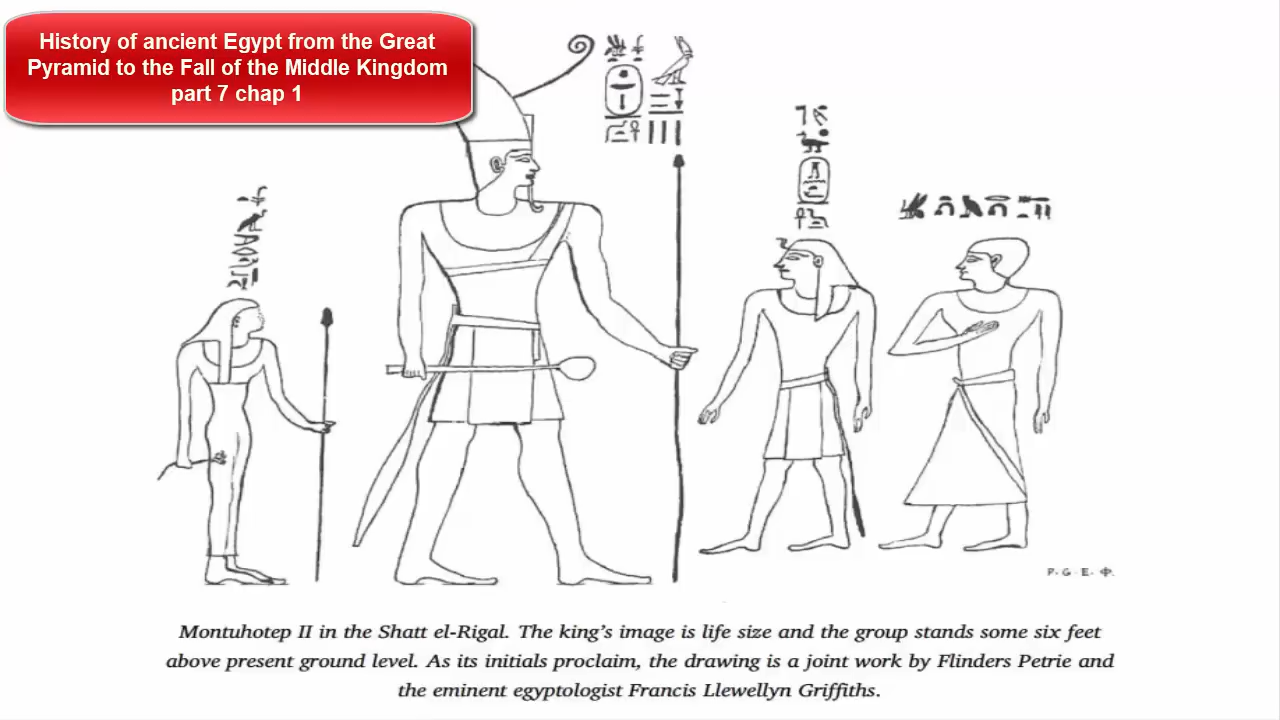 History of ancient Egypt from the Great
Pyramid to the Fall of the Middle Kingdom
part 7 chap 1
P. G. E. Φ.
Montuhotep II in the Shatt el-Rigal. The king's image is life size and the group stands some six feet
above present ground level. As its initials proclaim, the drawing is a joint work by Flinders Petrie and
the eminent egyptologist Francis Llewellyn Griffiths.